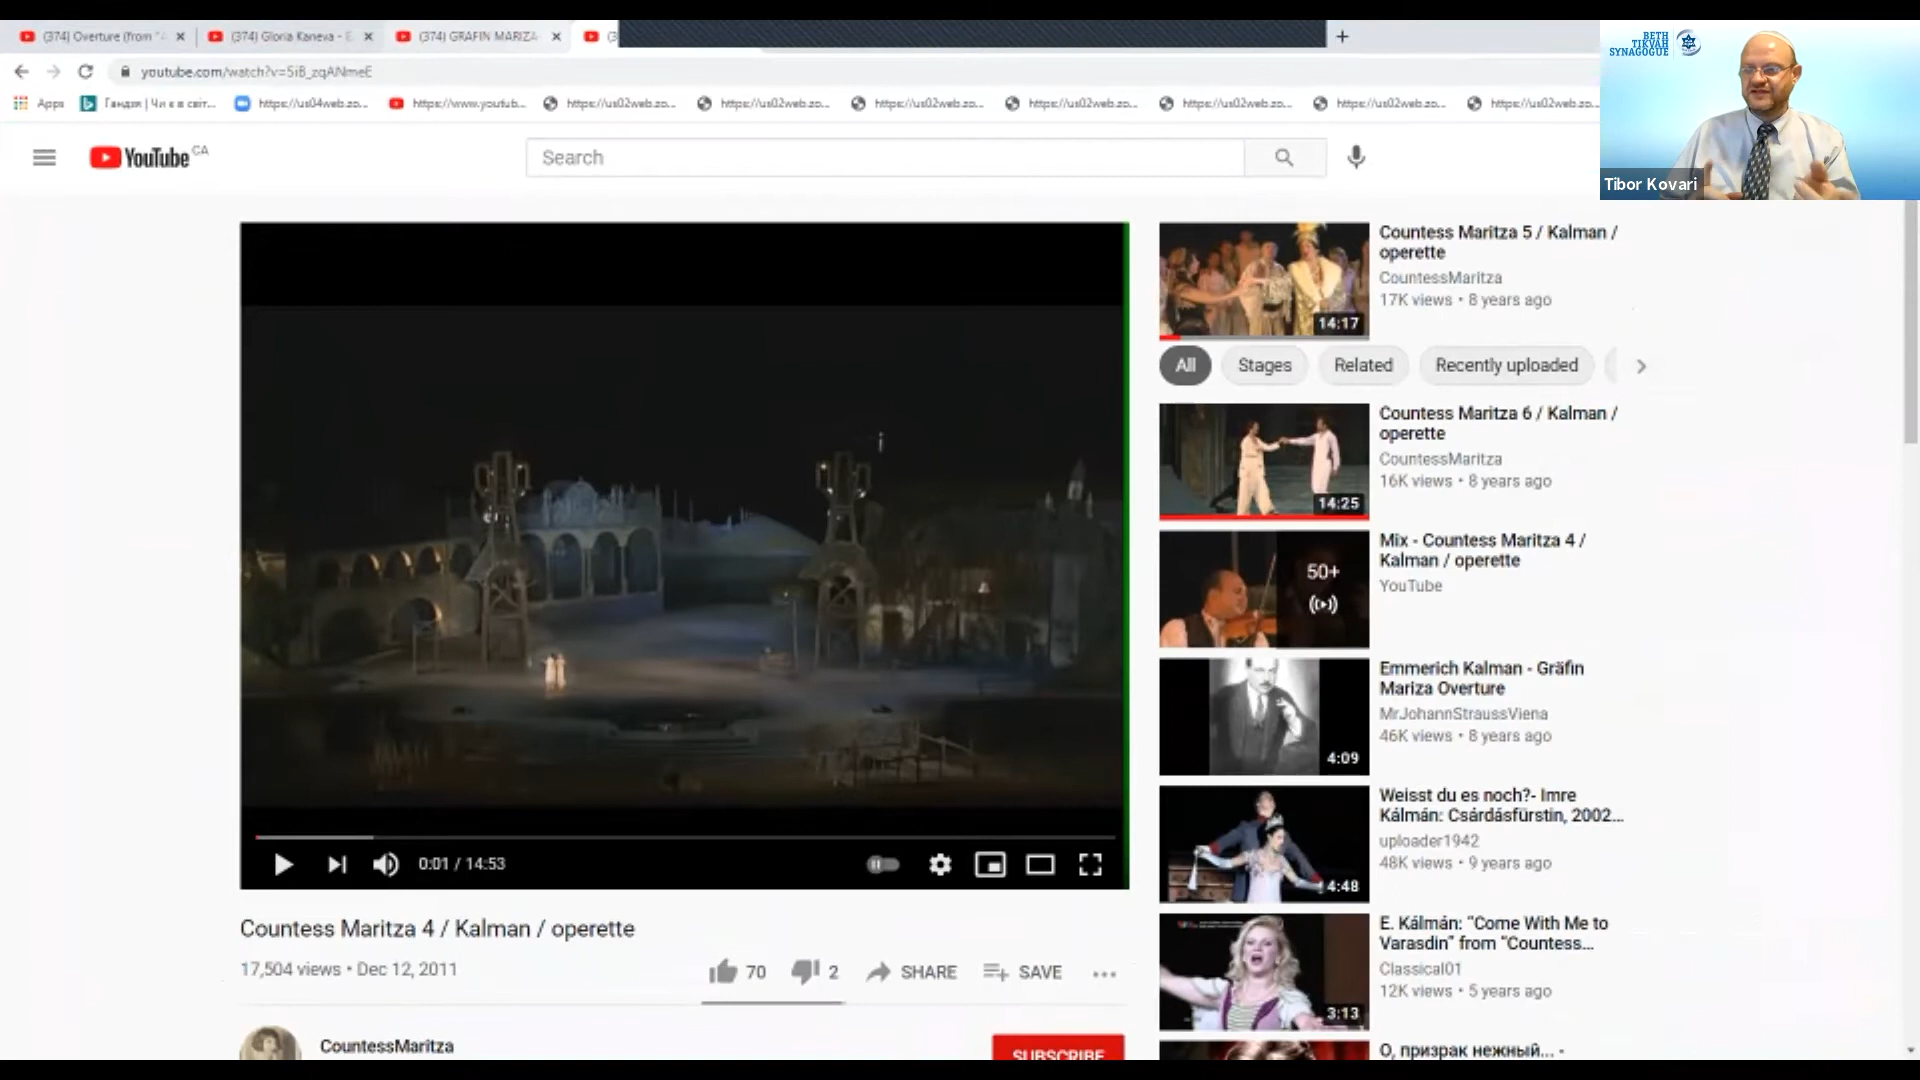 (374) Overture (from "
(374) Gloria Kaneva - E
(374) GRAFIN MARIZA
(3
youtube.com/watch?v=5iB_zqANmeE
Apps
Гандзя | Чи є в світ...
https://us04web.zo...
https://www.youtub...
https://us02web.zo...
https://us02web.zo...
https://us02web.zo...
https://us02web.zo...
https://us02web.zo...
https://us02web.zo...
https://us02web.zo...
BETH
TIKVAH
SYNAGOGUE
Tibor Kovari
YouTube CA
Search
Countess Maritza 5 / Kalman /
operette
CountessMaritza
17K views • 8 years ago
14:17
All
Stages
Related
Recently uploaded
Countess Maritza 6 / Kalman /
operette
CountessMaritza
16K views • 8 years ago
14:25
Mix - Countess Maritza 4 /
Kalman / operette
YouTube
50+
Emmerich Kalman - Gräfin
Mariza Overture
MrJohannStraussViena
46K views • 8 years ago
4:09
Weisst du es noch?- Imre
Kálmán: Csárdásfürstin, 2002...
uploader1942
48K views • 9 years ago
4:48
E. Kálmán: "Come With Me to
Varasdin" from "Countess...
Classical01
12K views • 5 years ago
3:13
О, призрак нежный... -
0:01 / 14:53
Countess Maritza 4 / Kalman / operette
17,504 views • Dec 12, 2011
70
2
SHARE
SAVE
CountessMaritza
SUBSCRIBE